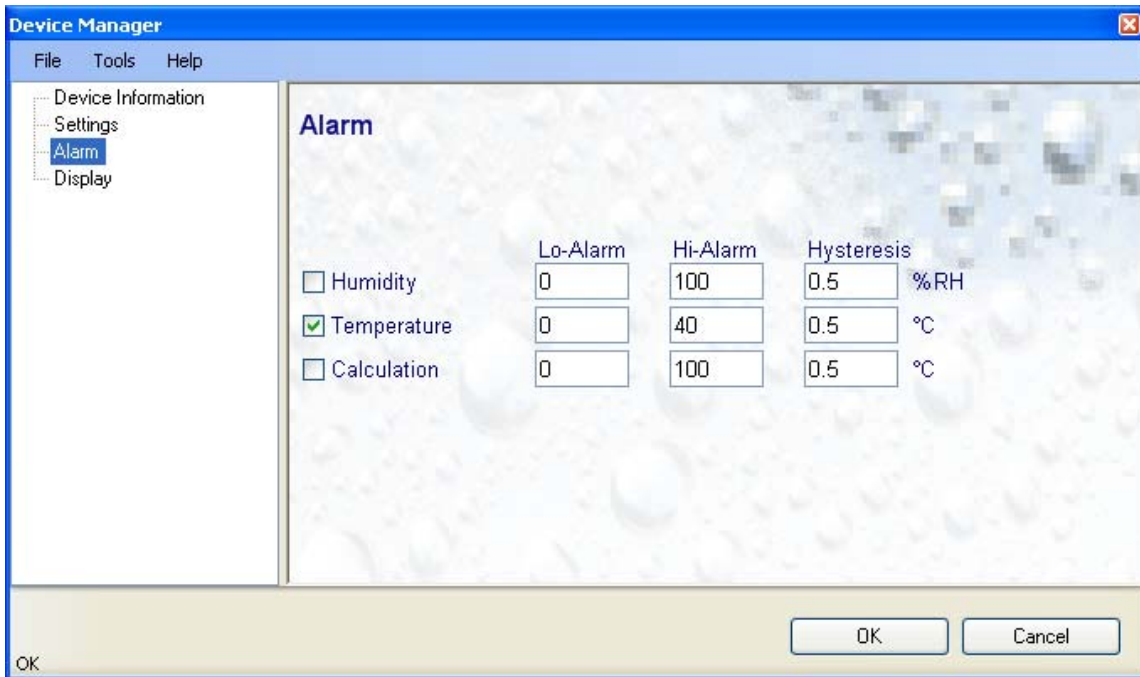 Device Manager
File Tools Help
Device Information
Settings
Alarm
Display
Alarm
Lo-Alarm Hi-Alarm Hysteresis
Humidity 0 100 0.5 %RH
Temperature 0 40 0.5 °C
Calculation 0 100 0.5 °C
OK Cancel
OK